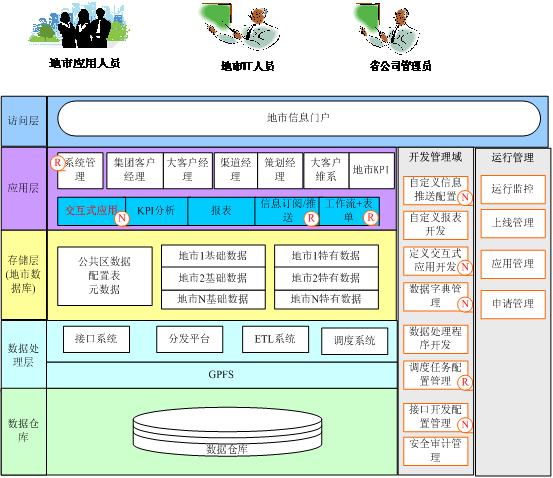 地市应用人员
地市IT人员
省公司管理员
访问层
地市信息门户
应用层
R
系统管
理
集团客户
经理
大客户经
理
渠道经
理
策划经
理
大客户
维系
地市KPI
交互式应用
N
KPI分析
报表
信息订阅/推
送
R
工作流+表
单
R
存储层
(地市数
据库)
公共区数据
配置表
元数据
地市1基础数据
地市2基础数据
地市N基础数据
地市1特有数据
地市2特有数据
地市N特有数据
数据处
理层
接口系统
分发平台
ETL系统
调度系统
GPFS
数据仓
库
数据仓库
开发管理域
自定义信息
推送配置
N
自定义报表
开发
定义交互式
应用开发
N
数据字典管
理
N
数据处理程
序开发
调度任务配
置管理
R
接口开发配
置管理
N
安全审计管
理
运行管理
运行监控
上线管理
应用管理
申请管理